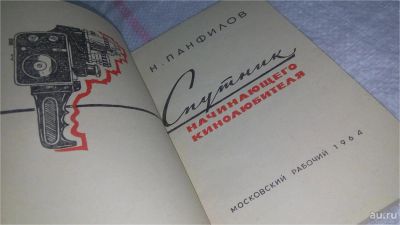 Н. ПАНФИЛОВ
Спутник
НАЧИНАЮЩЕГО
КИНОЛЮБИТЕЛЯ
МОСКОВСКИЙ РАБОЧИЙ 1964
au.ru